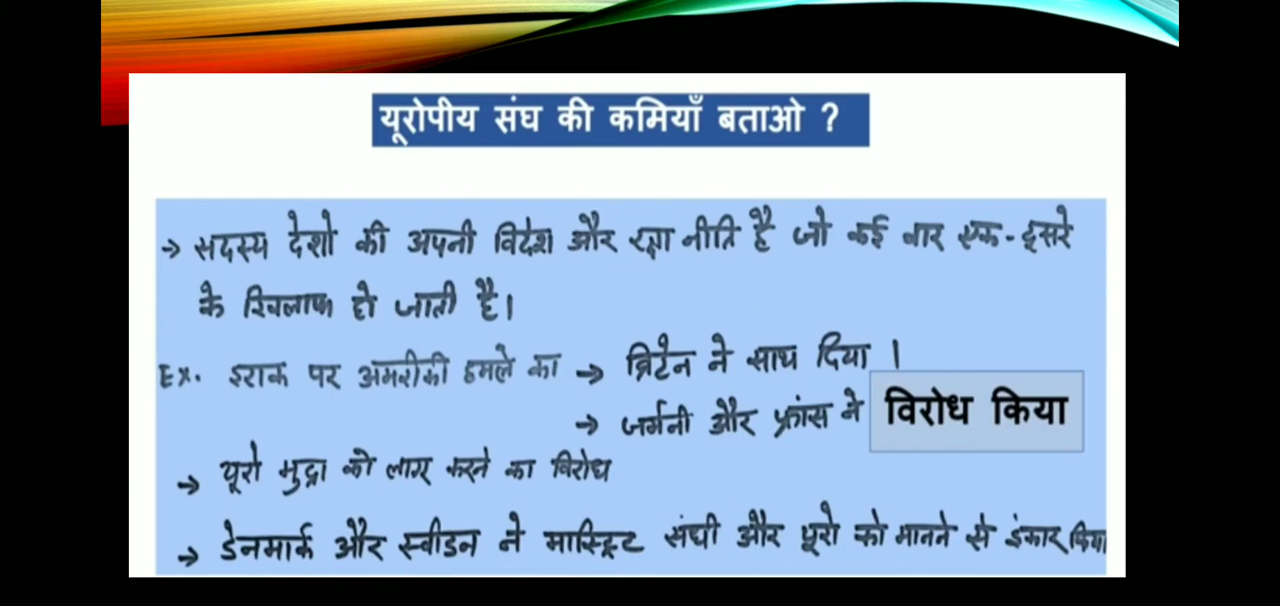 यूरोपीय संघ की कमियाँ बताओ ?
→ सदस्य देशो की अपनी विदेश और रक्षा नीति है जो कई बार एक-दूसरे
के खिलाफ हो जाती है।
Ex. इराक पर अमरीकी हमले का → ब्रिटेन ने साथ दिया ।
→ जर्मनी और फ्रांस ने विरोध किया
→ यूरो मुद्रा को लागू करने का विरोध
→ डेनमार्क और स्वीडन ने मास्ट्रिट संधी और यूरो को मानने से इंकार किया